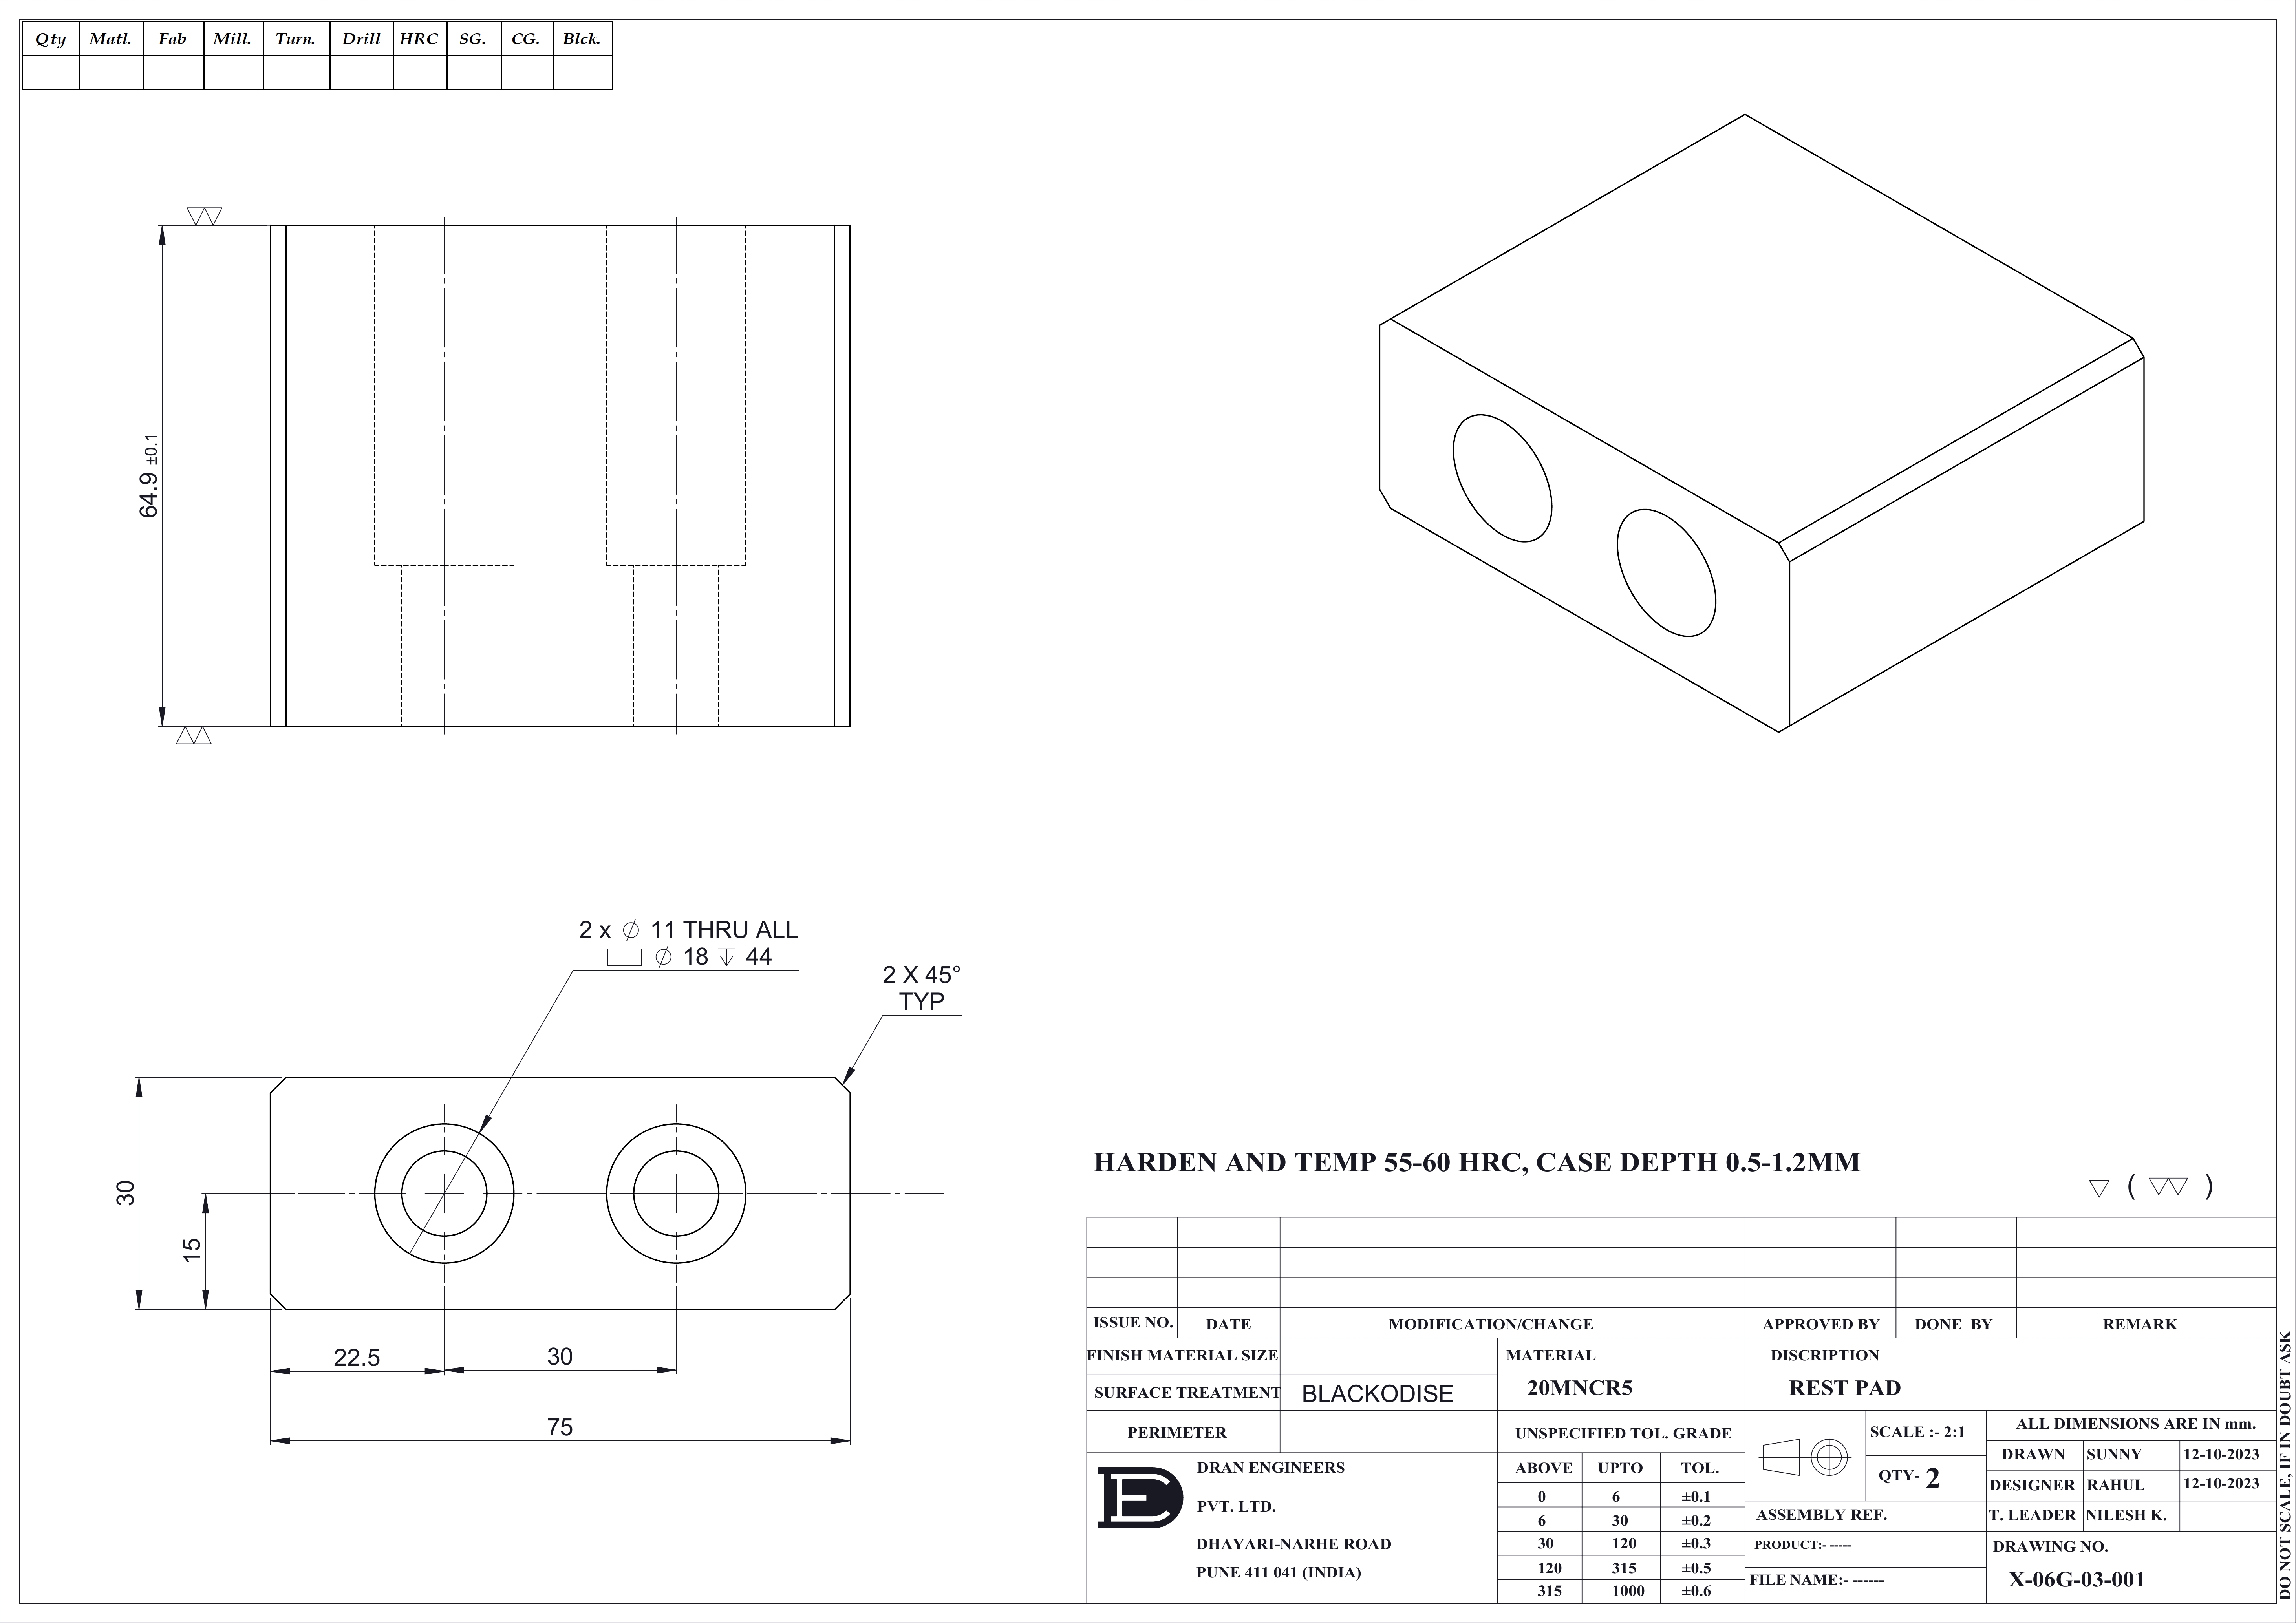 Qty Matl. Fab Mill. Turn. Drill HRC SG. CG. Blck.
64.9 ±0.1
2 x ⌀ 11 THRU ALL
⌴ ⌀ 18 ↧ 44
2 X 45°
TYP
30
15
22.5
30
75
HARDEN AND TEMP 55-60 HRC, CASE DEPTH 0.5-1.2MM
( )
ISSUE NO. DATE MODIFICATION/CHANGE APPROVED BY DONE BY REMARK
FINISH MATERIAL SIZE
SURFACE TREATMENT BLACKODISE
PERIMETER
MATERIAL
20MNCR5
DISCRIPTION
REST PAD
UNSPECIFIED TOL. GRADE
ABOVE UPTO TOL.
0 6 ±0.1
6 30 ±0.2
30 120 ±0.3
120 315 ±0.5
315 1000 ±0.6
DE
DRAN ENGINEERS
PVT. LTD.
DHAYARI-NARHE ROAD
PUNE 411 041 (INDIA)
SCALE :- 2:1
QTY- 2
ASSEMBLY REF.
PRODUCT:- -----
FILE NAME:- ------
ALL DIMENSIONS ARE IN mm.
DRAWN SUNNY 12-10-2023
DESIGNER RAHUL 12-10-2023
T. LEADER NILESH K.
DRAWING NO.
X-06G-03-001
DO NOT SCALE, IF IN DOUBT ASK